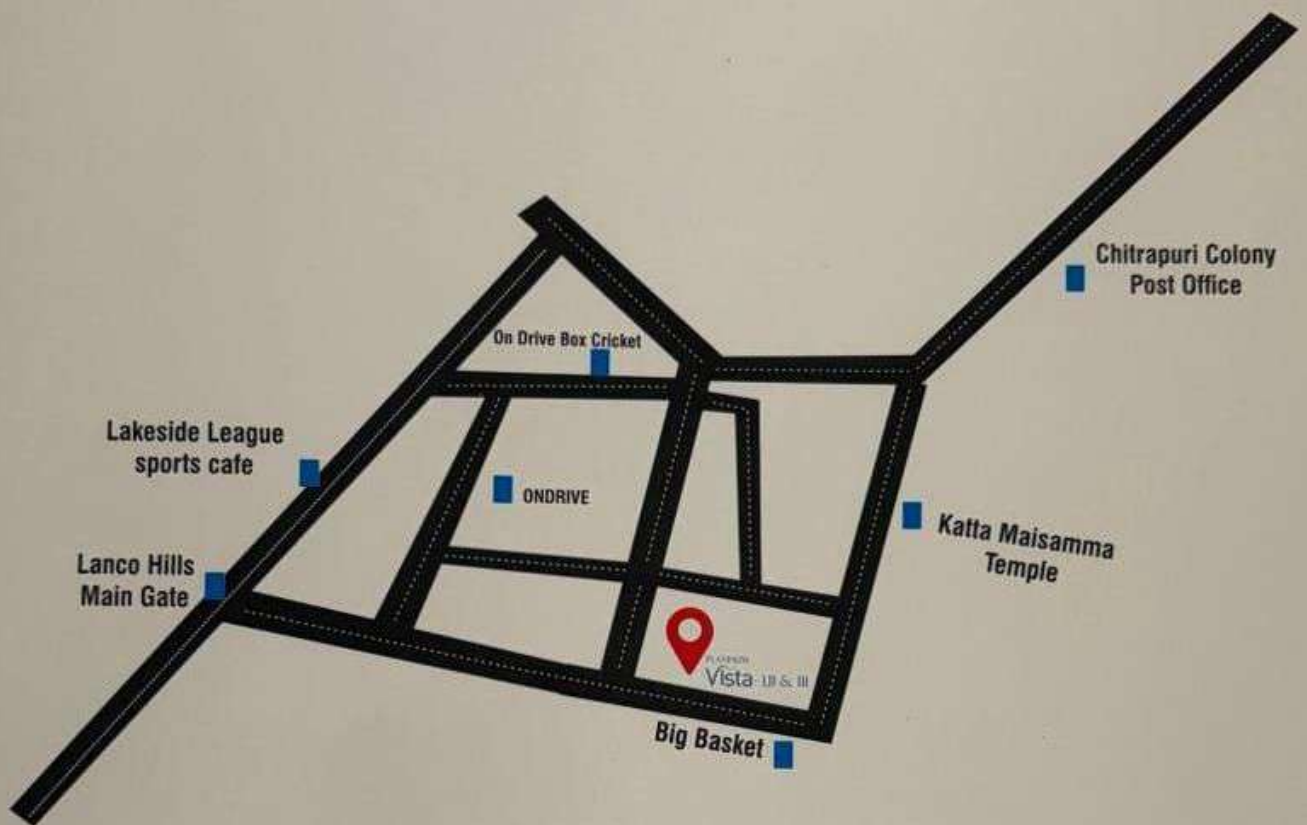 Chitrapuri Colony
Post Office
On Drive Box Cricket
Lakeside League
sports cafe
ONDRIVE
Katta Maisamma
Temple
Lanco Hills
Main Gate
Vista
Big Basket